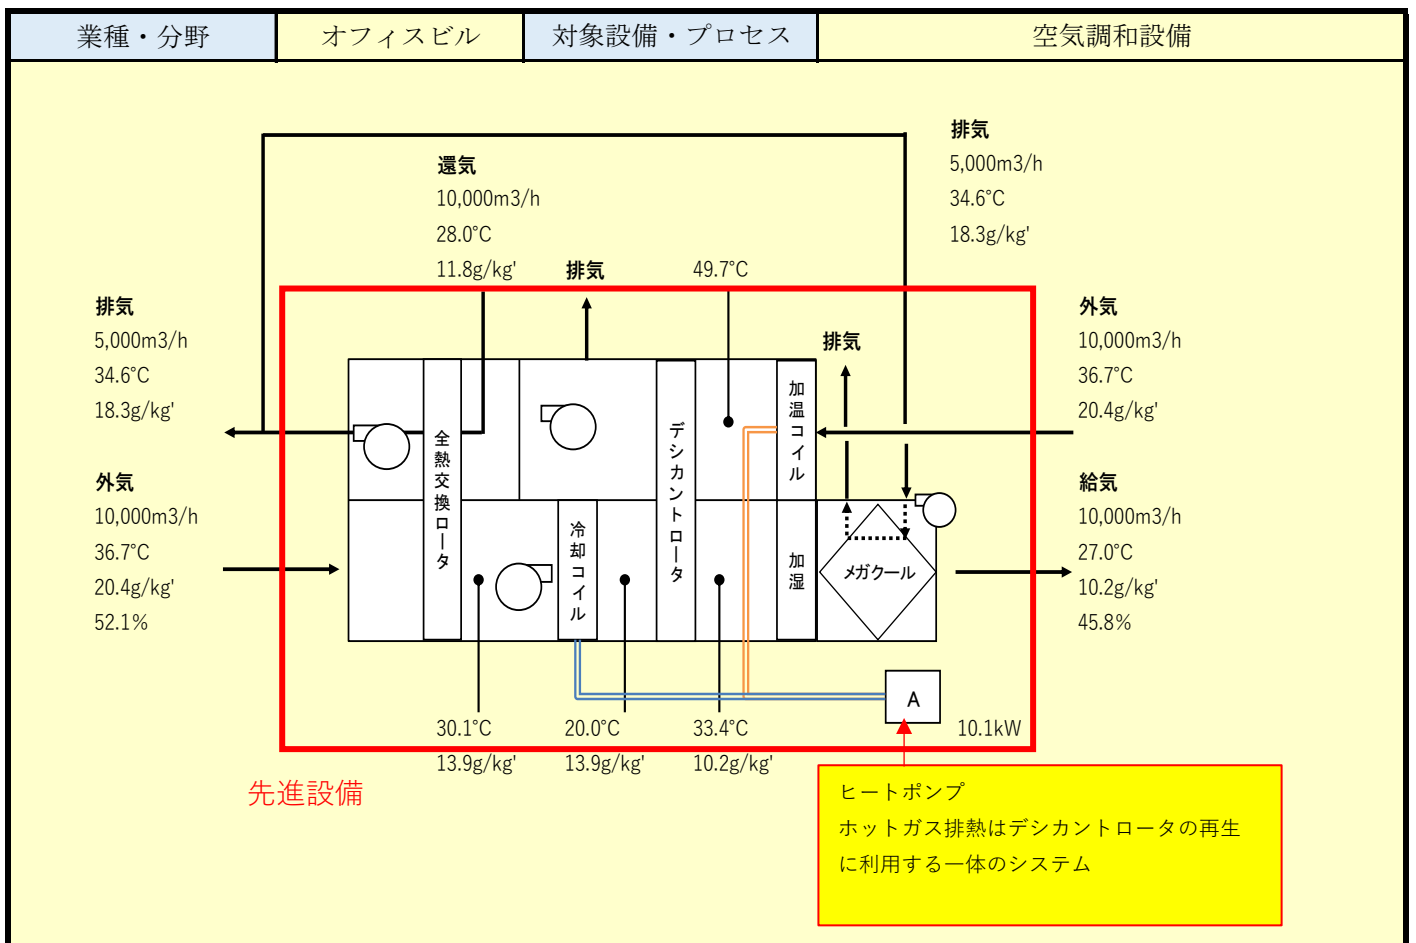 業種・分野
オフィスビル
対象設備・プロセス
空気調和設備
排気
5,000m3/h
34.6°C
18.3g/kg'
還気
10,000m3/h
28.0°C
11.8g/kg'
排気
49.7°C
排気
5,000m3/h
34.6°C
18.3g/kg'
外気
10,000m3/h
36.7°C
20.4g/kg'
排気
加温コイル
全熱交換ロータ
デシカントロータ
外気
10,000m3/h
36.7°C
20.4g/kg'
52.1%
冷却コイル
加湿
メガクール
給気
10,000m3/h
27.0°C
10.2g/kg'
45.8%
A
10.1kW
30.1°C
13.9g/kg'
20.0°C
13.9g/kg'
33.4°C
10.2g/kg'
先進設備
ヒートポンプ
ホットガス排熱はデシカントロータの再生
に利用する一体のシステム